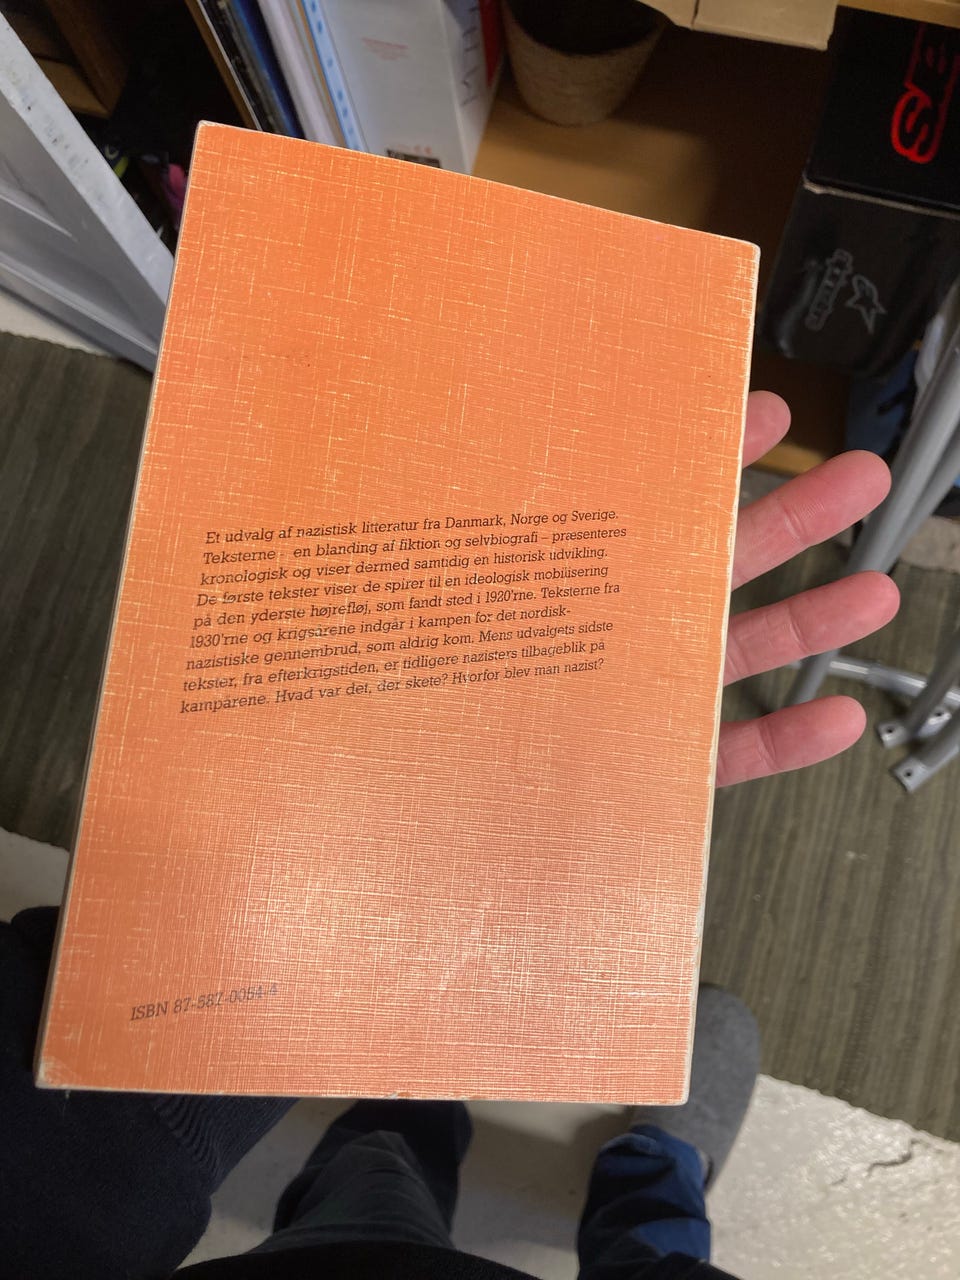 Et udvalg af nazistisk litteratur fra Danmark, Norge og Sverige.
Teksterne - en blanding af fiktion og selvbiografi – præsenteres
kronologisk og viser dermed samtidig en historisk udvikling.
De første tekster viser de spirer til en ideologisk mobilisering
på den yderste højrefløj, som fandt sted i 1920'rne. Teksterne fra
1930'rne og krigsårene indgår i kampen for det nordisk-
nazistiske gennembrud, som aldrig kom. Mens udvalgets sidste
tekster, fra efterkrigstiden, er tidligere nazisters tilbageblik på
kampårene. Hvad var det, der skete? Hvorfor blev man nazist?
ISBN 87-587-0054-4